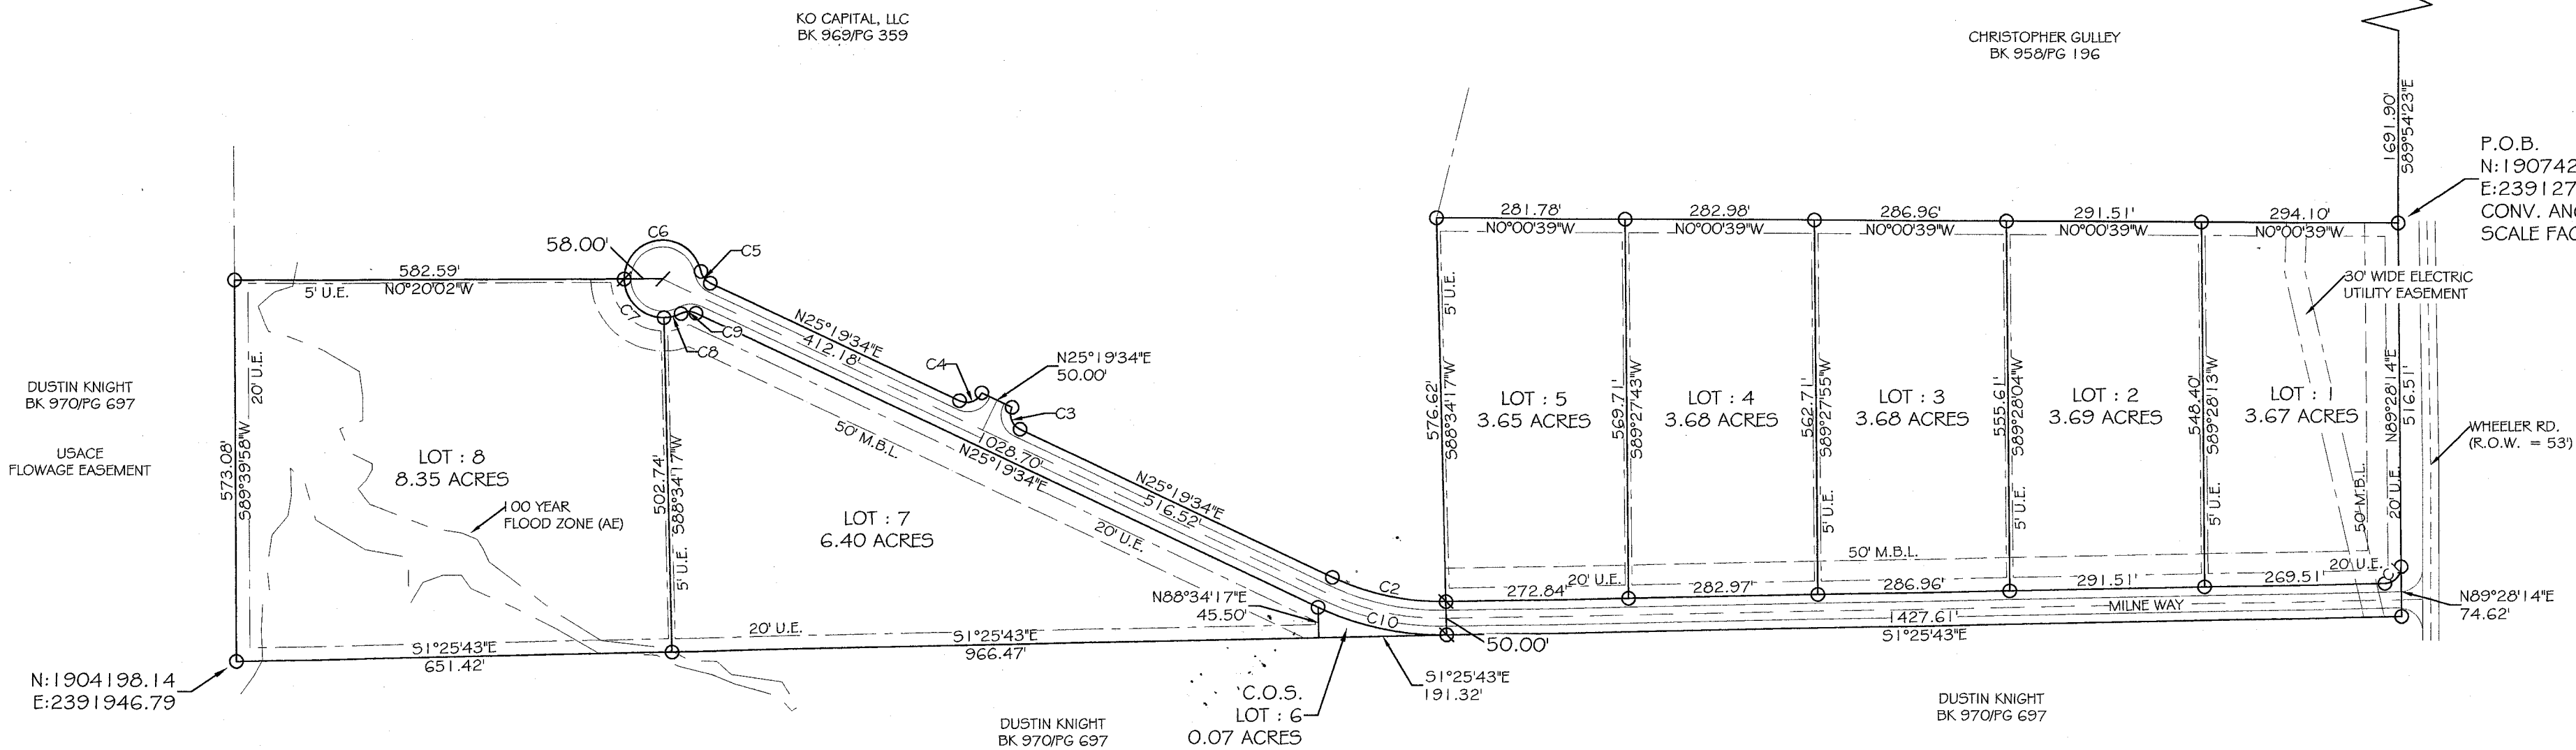 KO CAPITAL, LLC
BK 969/PG 359
CHRISTOPHER GULLEY
BK 958/PG 196
1691.90'
S89°54'23"E
P.O.B.
N:190742
E:239127
CONV. AN
SCALE FA
281.78'
N0°00'39"W
282.98'
N0°00'39"W
286.96'
N0°00'39"W
291.51'
N0°00'39"W
294.10'
N0°00'39"W
C6
58.00'
C5
582.59'
N0°20'02"W
5' U.E.
C7
C9
C8
N25°19'34"E
412.18'
C4
N25°19'34"E
50.00'
C3
30' WIDE ELECTRIC
UTILITY EASEMENT
DUSTIN KNIGHT
BK 970/PG 697
USACE
FLOWAGE EASEMENT
20' U.E.
573.08'
S89°39'58"W
LOT : 8
8.35 ACRES
100 YEAR
FLOOD ZONE (AE)
502.74'
S88°34'17"W
5' U.E.
50' M.B.L.
1028.70'
N25°19'34"E
N25°19'34"E
516.52'
20' U.E.
LOT : 7
6.40 ACRES
5' U.E.
576.62'
S88°34'17"W
LOT : 5
3.65 ACRES
569.71'
S89°27'43"W
LOT : 4
3.68 ACRES
562.71'
S89°27'55"W
5' U.E.
LOT : 3
3.68 ACRES
555.61'
S89°28'04"W
5' U.E.
LOT : 2
3.69 ACRES
548.40'
S89°28'13"W
5' U.E.
LOT : 1
3.67 ACRES
50' M.B.L.
20' U.E.
N89°28'14"E
516.51'
WHEELER RD.
(R.O.W. = 53')
50' M.B.L.
20' U.E.
20' U.E.
C1
C2
272.84'
282.97'
286.96'
291.51'
269.51'
MILNE WAY
N89°28'14"E
74.62'
N88°34'17"E
45.50'
C10
1427.61'
S1°25'43"E
50.00'
20' U.E.
S1°25'43"E
651.42'
S1°25'43"E
966.47'
S1°25'43"E
191.32'
N:1904198.14
E:2391946.79
C.O.S.
LOT : 6
0.07 ACRES
DUSTIN KNIGHT
BK 970/PG 697
DUSTIN KNIGHT
BK 970/PG 697